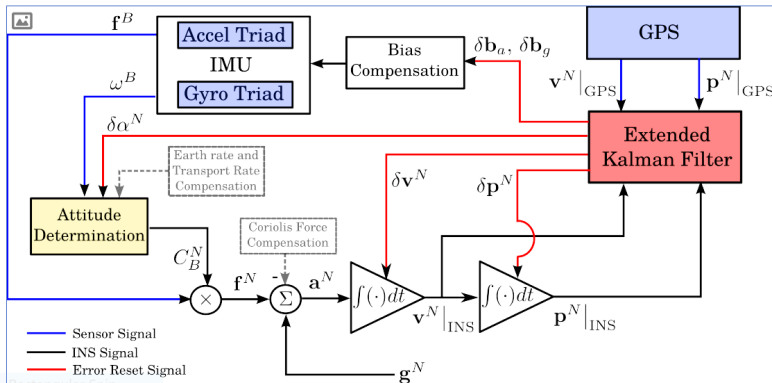 f^B
Accel Triad
IMU
Gyro Triad
Bias
Compensation
δb_a, δb_g
GPS
v^N|_GPS
p^N|_GPS
ω^B
δα^N
Extended
Kalman Filter
Earth rate and
Transport Rate
Compensation
δv^N
δp^N
Attitude
Determination
Coriolis Force
Compensation
C_B^N
f^N
-
a^N
×
Σ
∫(·)dt
∫(·)dt
v^N|_INS
p^N|_INS
g^N
Sensor Signal
INS Signal
Error Reset Signal